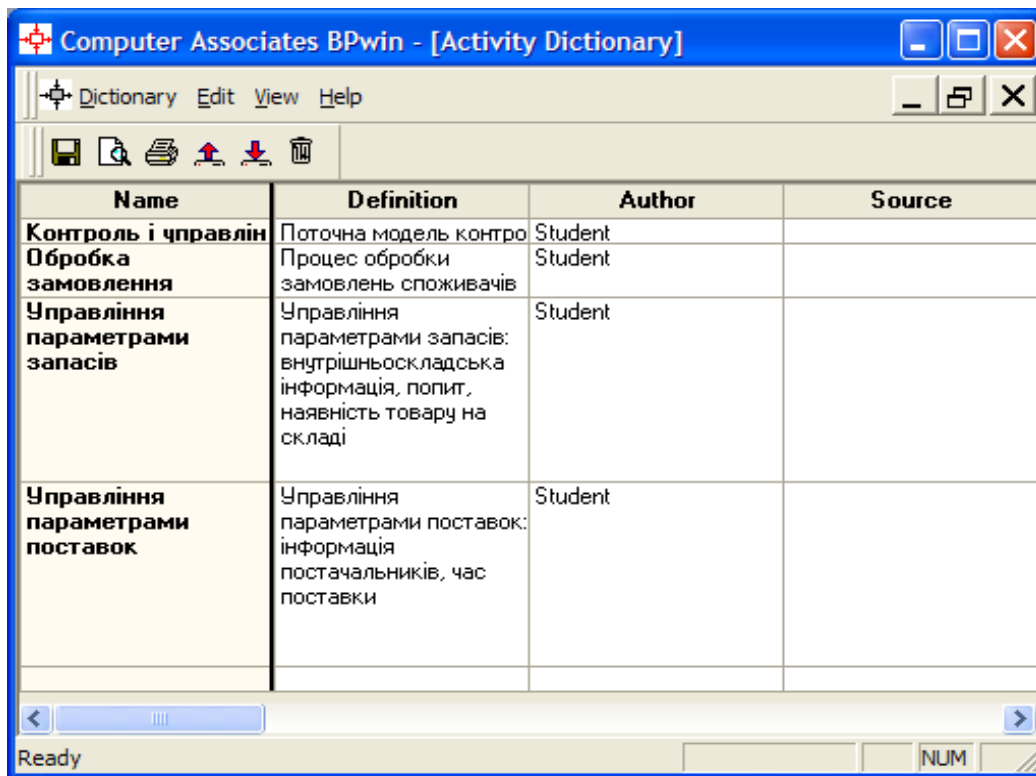 Computer Associates BPwin - [Activity Dictionary]
Dictionary Edit View Help
Name Definition Author Source
Контроль і управлін Поточна модель контро Student
Обробка Процес обробки Student
замовлення замовлень споживачів
Управління Управління Student
параметрами параметрами запасів:
запасів внутрішньоскладська
інформація, попит,
наявність товару на
складі
Управління Управління Student
параметрами параметрами поставок:
поставок інформація
постачальників, час
поставки
Ready NUM